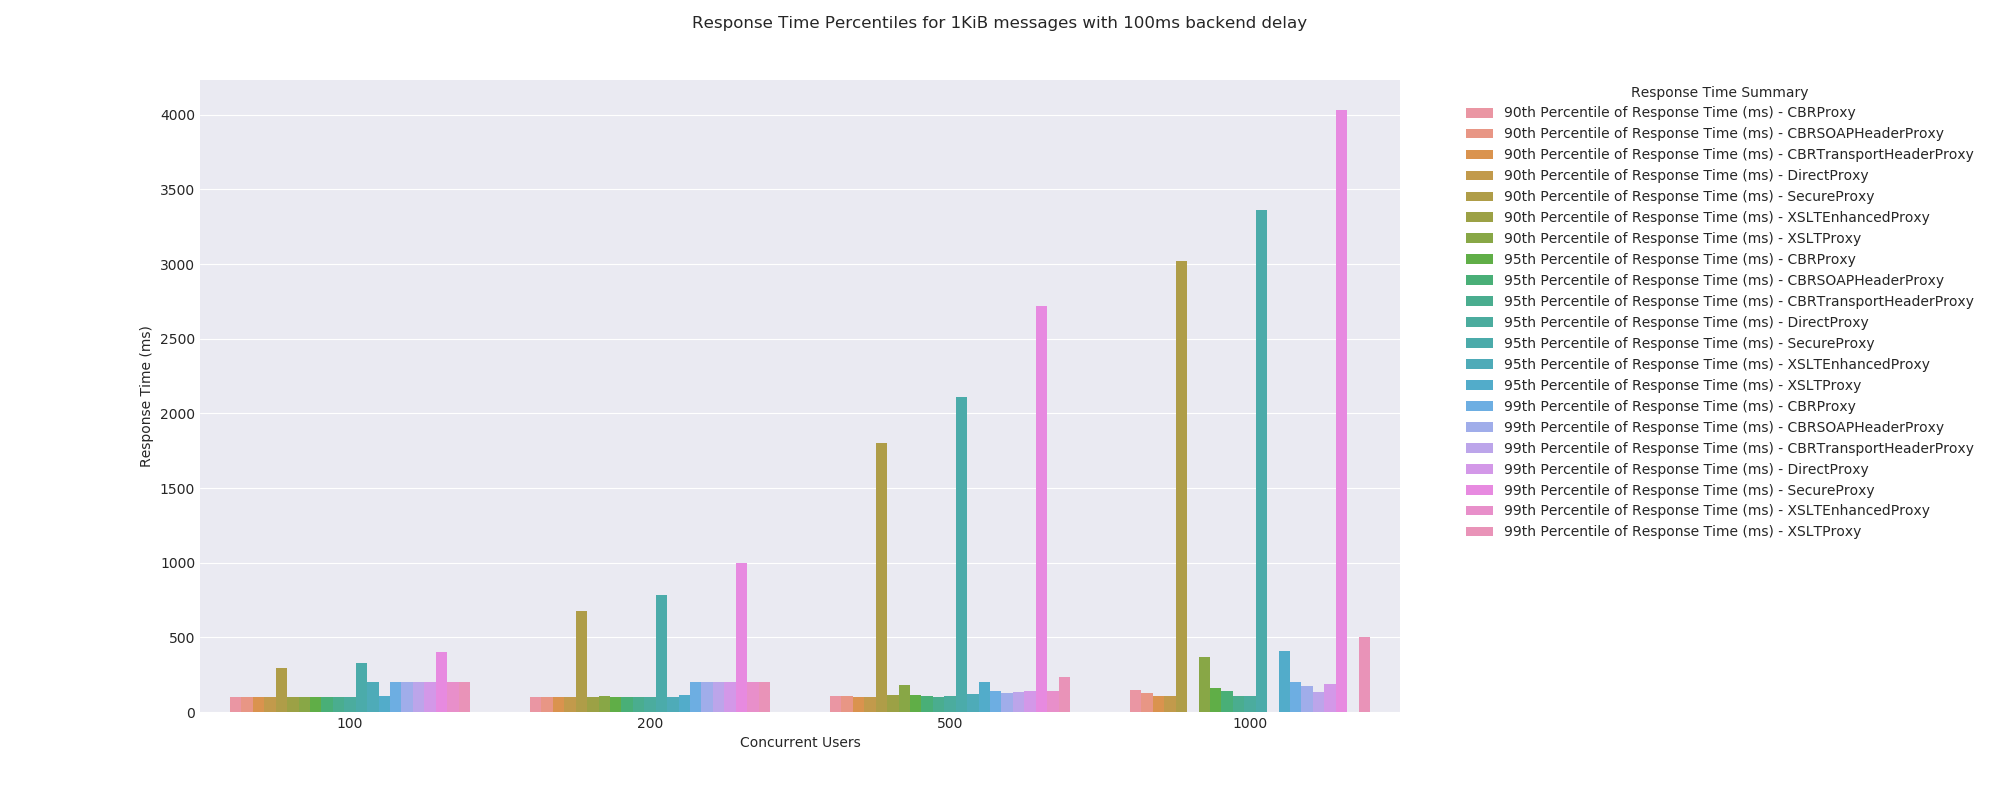 Response Time Percentiles for 1KiB messages with 100ms backend delay
Response Time (ms)
4000
3500
3000
2500
2000
1500
1000
500
0
100
200
500
1000
Concurrent Users
Response Time Summary
90th Percentile of Response Time (ms) - CBRProxy
90th Percentile of Response Time (ms) - CBRSOAPHeaderProxy
90th Percentile of Response Time (ms) - CBRTransportHeaderProxy
90th Percentile of Response Time (ms) - DirectProxy
90th Percentile of Response Time (ms) - SecureProxy
90th Percentile of Response Time (ms) - XSLTEnhancedProxy
90th Percentile of Response Time (ms) - XSLTProxy
95th Percentile of Response Time (ms) - CBRProxy
95th Percentile of Response Time (ms) - CBRSOAPHeaderProxy
95th Percentile of Response Time (ms) - CBRTransportHeaderProxy
95th Percentile of Response Time (ms) - DirectProxy
95th Percentile of Response Time (ms) - SecureProxy
95th Percentile of Response Time (ms) - XSLTEnhancedProxy
95th Percentile of Response Time (ms) - XSLTProxy
99th Percentile of Response Time (ms) - CBRProxy
99th Percentile of Response Time (ms) - CBRSOAPHeaderProxy
99th Percentile of Response Time (ms) - CBRTransportHeaderProxy
99th Percentile of Response Time (ms) - DirectProxy
99th Percentile of Response Time (ms) - SecureProxy
99th Percentile of Response Time (ms) - XSLTEnhancedProxy
99th Percentile of Response Time (ms) - XSLTProxy